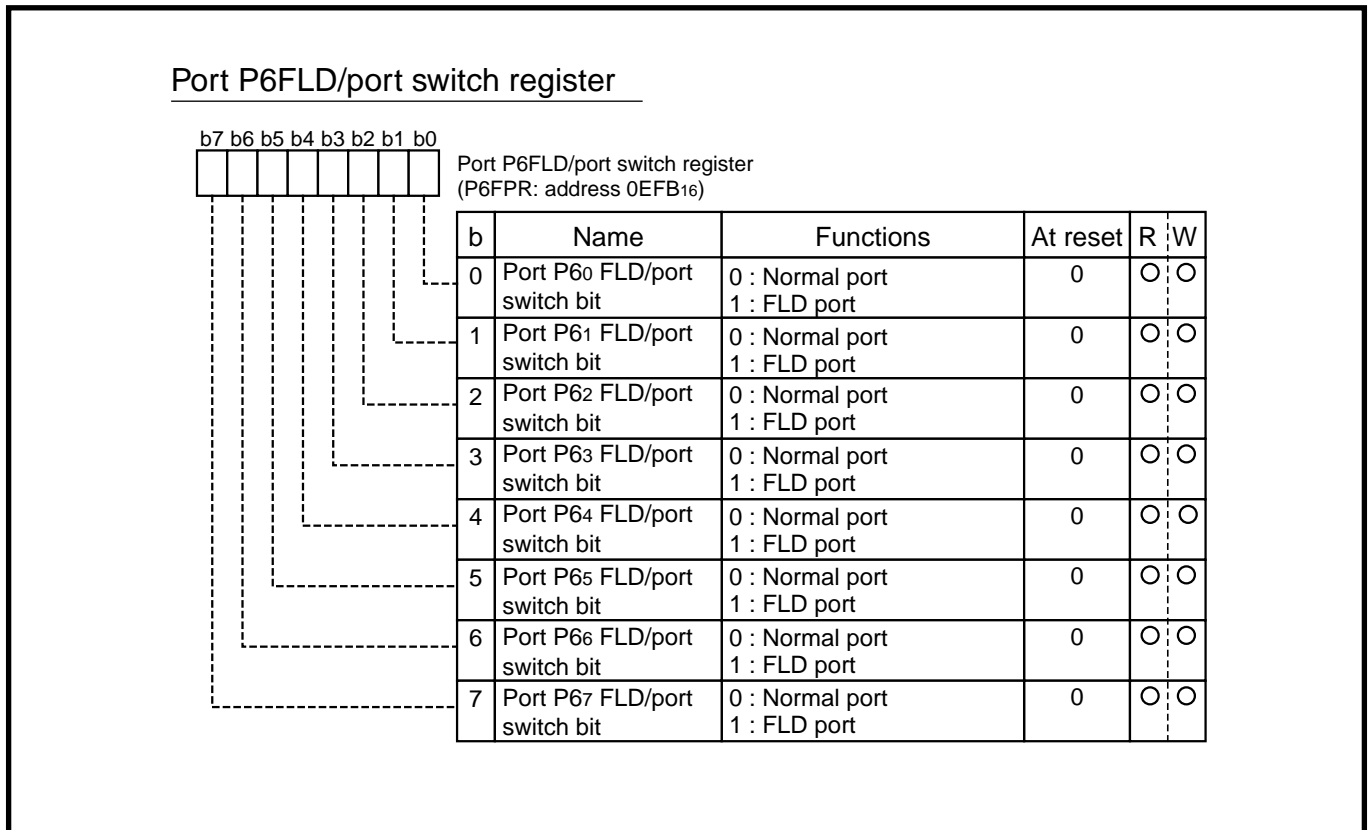 Port P6FLD/port switch register
b7 b6 b5 b4 b3 b2 b1 b0
Port P6FLD/port switch register
(P6FPR: address 0EFB16)
b Name Functions At reset R W
0 Port P60 FLD/port switch bit 0 : Normal port 0 ○ ○
1 : FLD port
1 Port P61 FLD/port switch bit 0 : Normal port 0 ○ ○
1 : FLD port
2 Port P62 FLD/port switch bit 0 : Normal port 0 ○ ○
1 : FLD port
3 Port P63 FLD/port switch bit 0 : Normal port 0 ○ ○
1 : FLD port
4 Port P64 FLD/port switch bit 0 : Normal port 0 ○ ○
1 : FLD port
5 Port P65 FLD/port switch bit 0 : Normal port 0 ○ ○
1 : FLD port
6 Port P66 FLD/port switch bit 0 : Normal port 0 ○ ○
1 : FLD port
7 Port P67 FLD/port switch bit 0 : Normal port 0 ○ ○
1 : FLD port